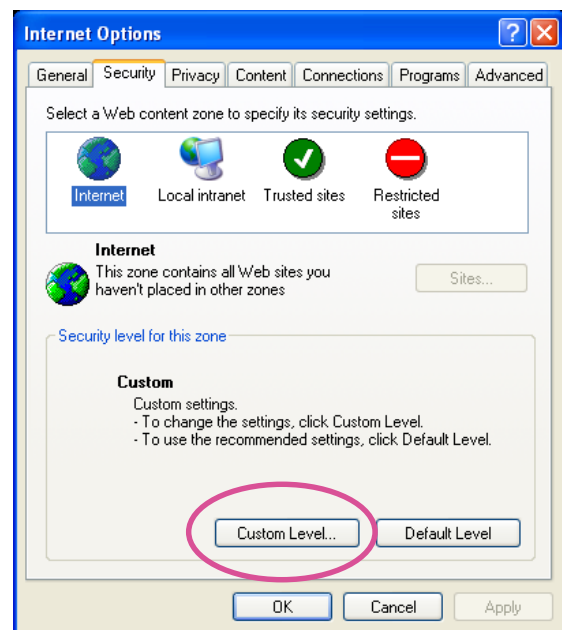 Internet Options
General Security Privacy Content Connections Programs Advanced
Select a Web content zone to specify its security settings.
Internet Local intranet Trusted sites Restricted sites
Internet
This zone contains all Web sites you
haven't placed in other zones
Sites...
Security level for this zone
Custom
Custom settings.
- To change the settings, click Custom Level.
- To use the recommended settings, click Default Level.
Custom Level... Default Level
OK Cancel Apply